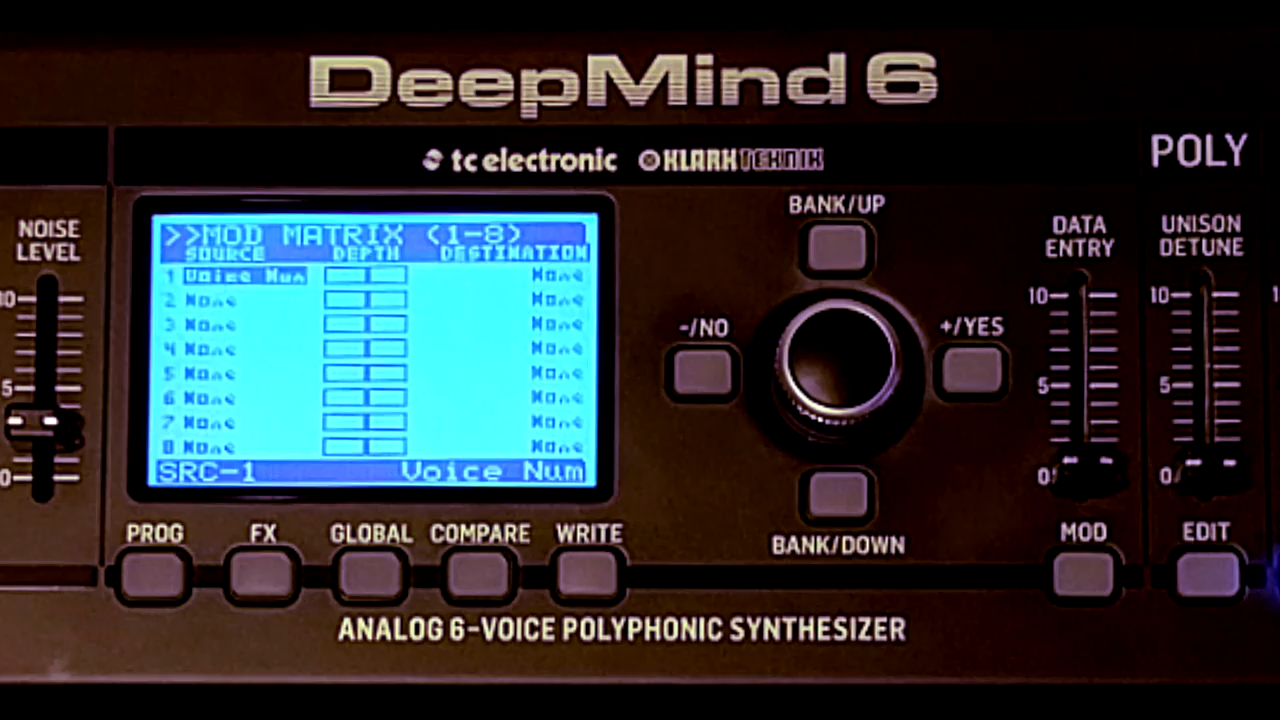 DeepMind 6
tc electronic KLARK TEKNIK
POLY
NOISE LEVEL
10
5
0
>>MOD MATRIX (1-8)
SOURCE DEPTH DESTINATION
1 Voice Num None
2 None None
3 None None
4 None None
5 None None
6 None None
7 None None
8 None None
SRC-1 Voice Num
BANK/UP
-/NO
+/YES
BANK/DOWN
DATA ENTRY
10
5
0
UNISON DETUNE
10
5
0
PROG FX GLOBAL COMPARE WRITE MOD EDIT
ANALOG 6-VOICE POLYPHONIC SYNTHESIZER